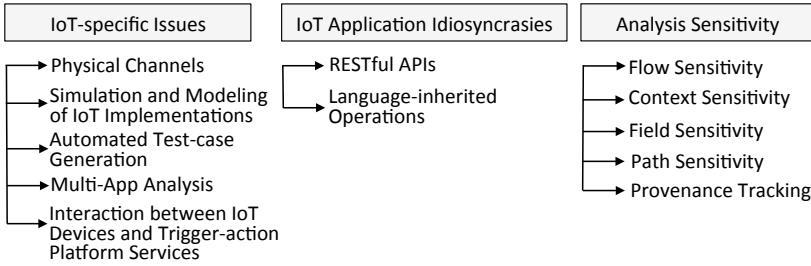 IoT-specific Issues
Physical Channels
Simulation and Modeling
of IoT Implementations
Automated Test-case
Generation
Multi-App Analysis
Interaction between IoT
Devices and Trigger-action
Platform Services
IoT Application Idiosyncrasies
RESTful APIs
Language-inherited
Operations
Analysis Sensitivity
Flow Sensitivity
Context Sensitivity
Field Sensitivity
Path Sensitivity
Provenance Tracking